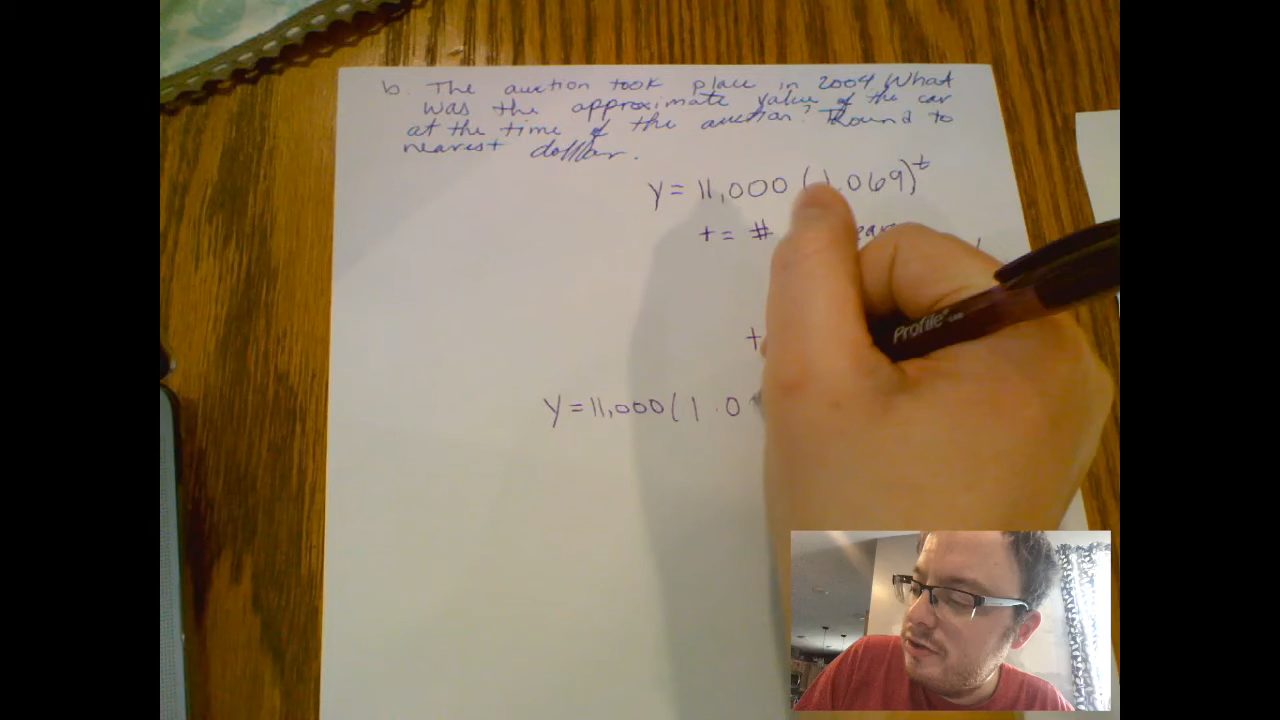 b. The auction took place in 2004 What
was the approximate value of the car
at the time of the auction? Round to
nearest dollar.
y = 11,000 (1.069)^t
t = #
t
y = 11,000 ( 1 . 0
Profile